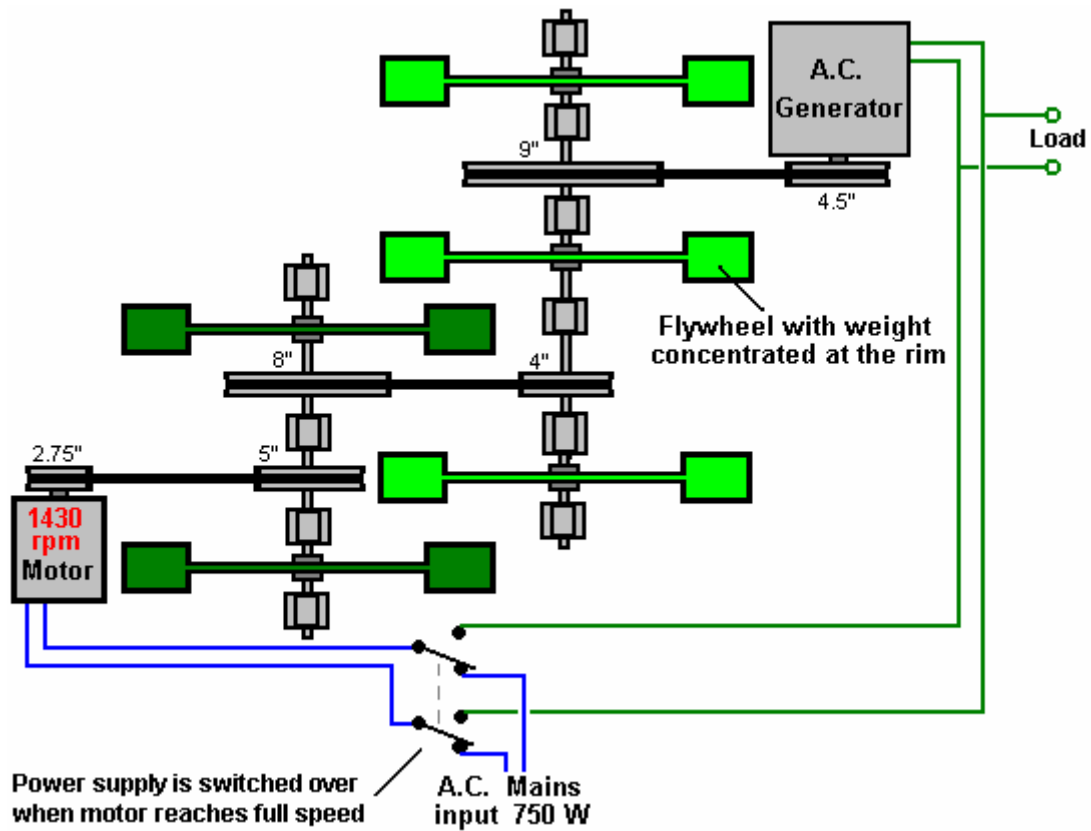 A.C.
Generator
Load
9"
4.5"
Flywheel with weight
concentrated at the rim
8"
4"
2.75"
5"
1430
rpm
Motor
Power supply is switched over
when motor reaches full speed
A.C. Mains
input 750 W